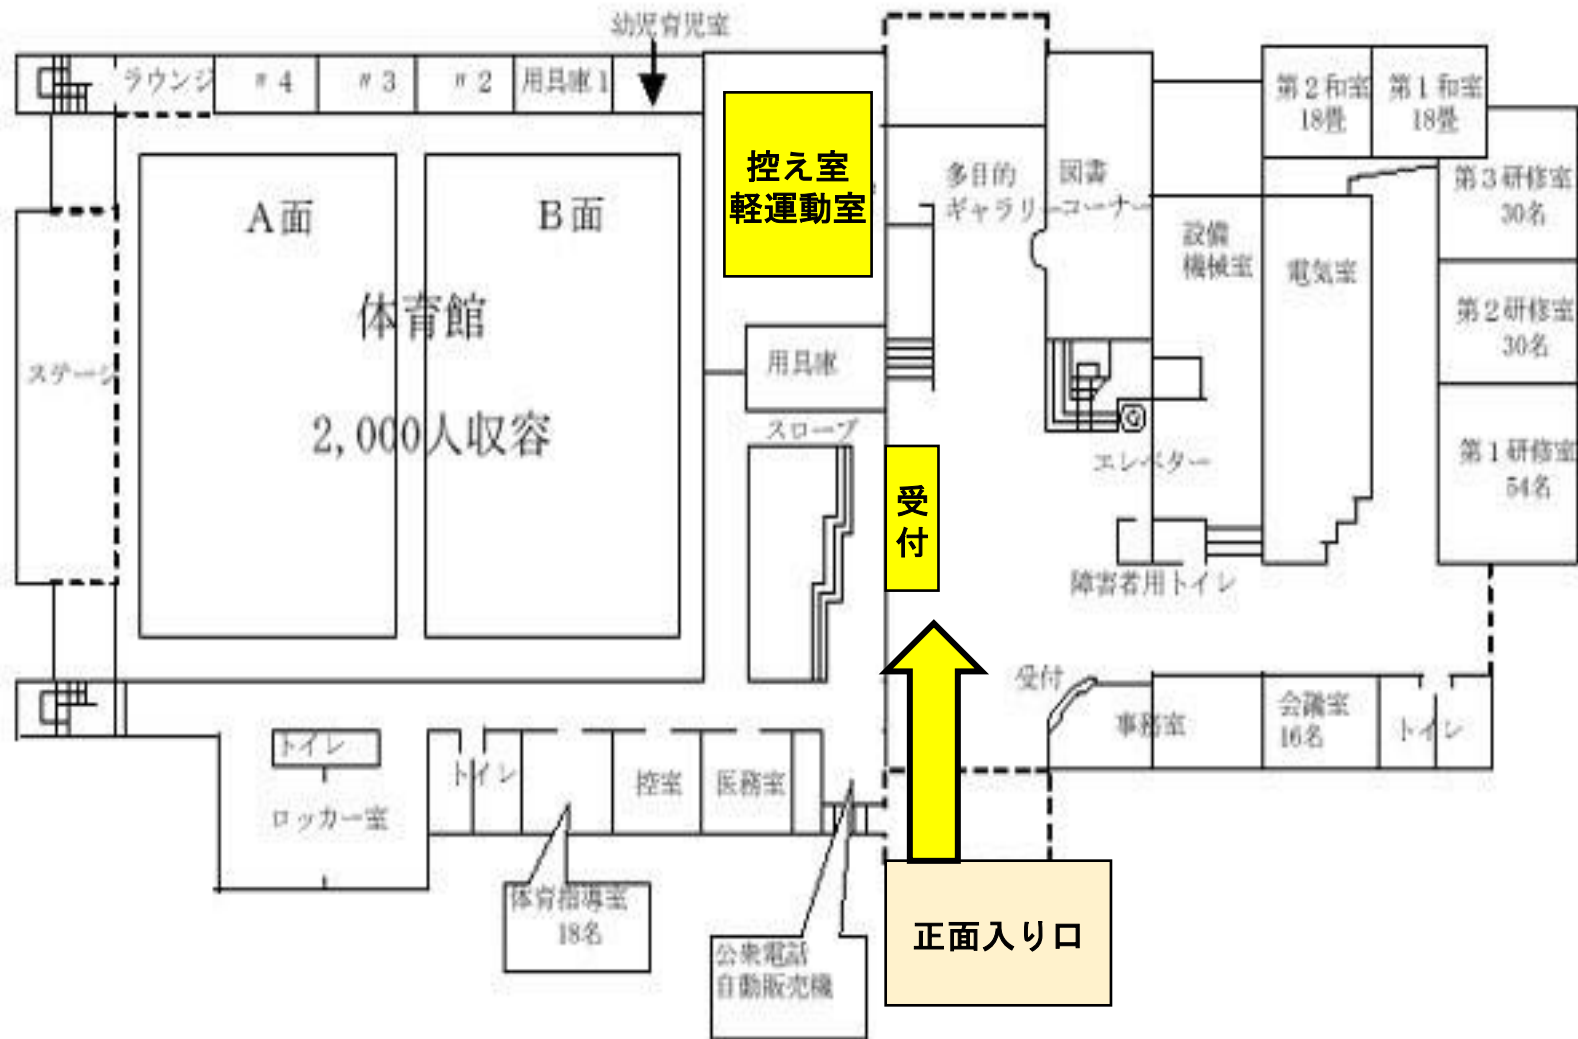 幼児育児室
ラウンジ
〃4
〃3
〃2
用具庫1
第2和室
18畳
第1和室
18畳
控え室
軽運動室
多目的
ギャラリー
図書
コーナー
第3研修室
30名
A面
B面
設備
機械室
電気室
体育館
第2研修室
30名
ステージ
用具庫
2,000人収容
スローブ
エレベター
第1研修室
54名
受
付
障害者用トイレ
受付
事務室
会議室
16名
トイレ
トイレ
ロッカー室
トイレ
控室
医務室
体育指導室
18名
公衆電話
自動販売機
正面入り口